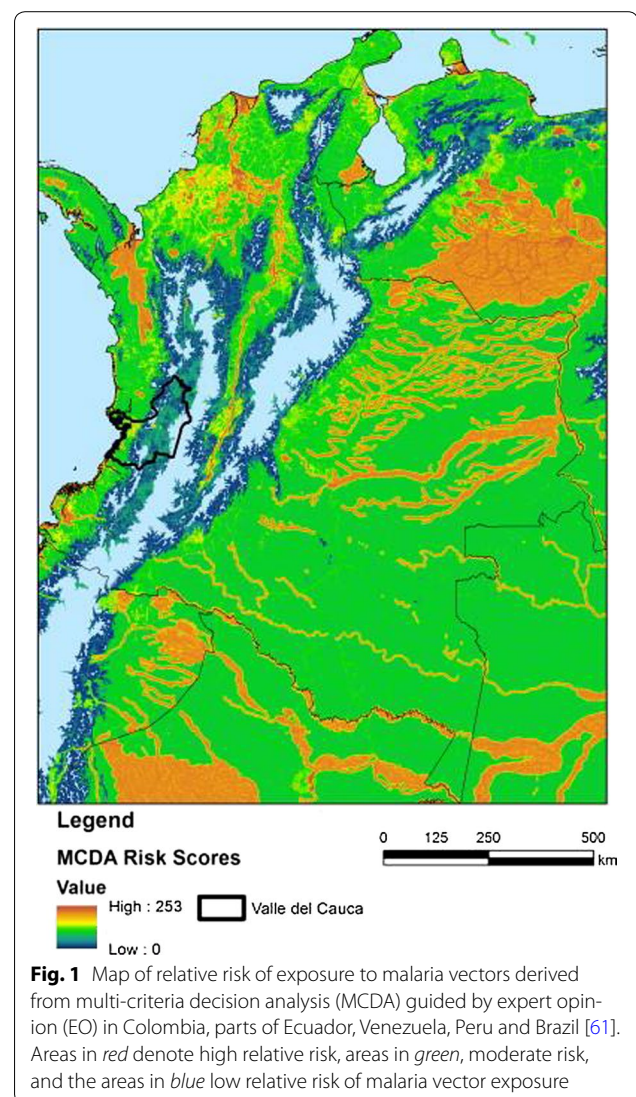 Legend
MCDA Risk Scores
Value
High : 253
Low : 0
Valle del Cauca
0 125 250 500
km
Fig. 1 Map of relative risk of exposure to malaria vectors derived
from multi-criteria decision analysis (MCDA) guided by expert opin-
ion (EO) in Colombia, parts of Ecuador, Venezuela, Peru and Brazil [61].
Areas in red denote high relative risk, areas in green, moderate risk,
and the areas in blue low relative risk of malaria vector exposure